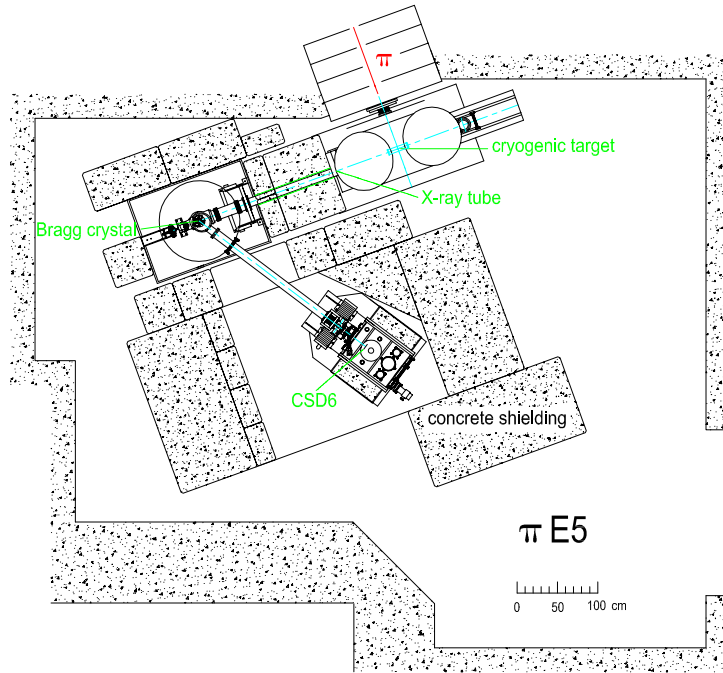 π
cryogenic target
X-ray tube
Bragg crystal
CSD6
concrete shielding
π E5
0 50 100 cm